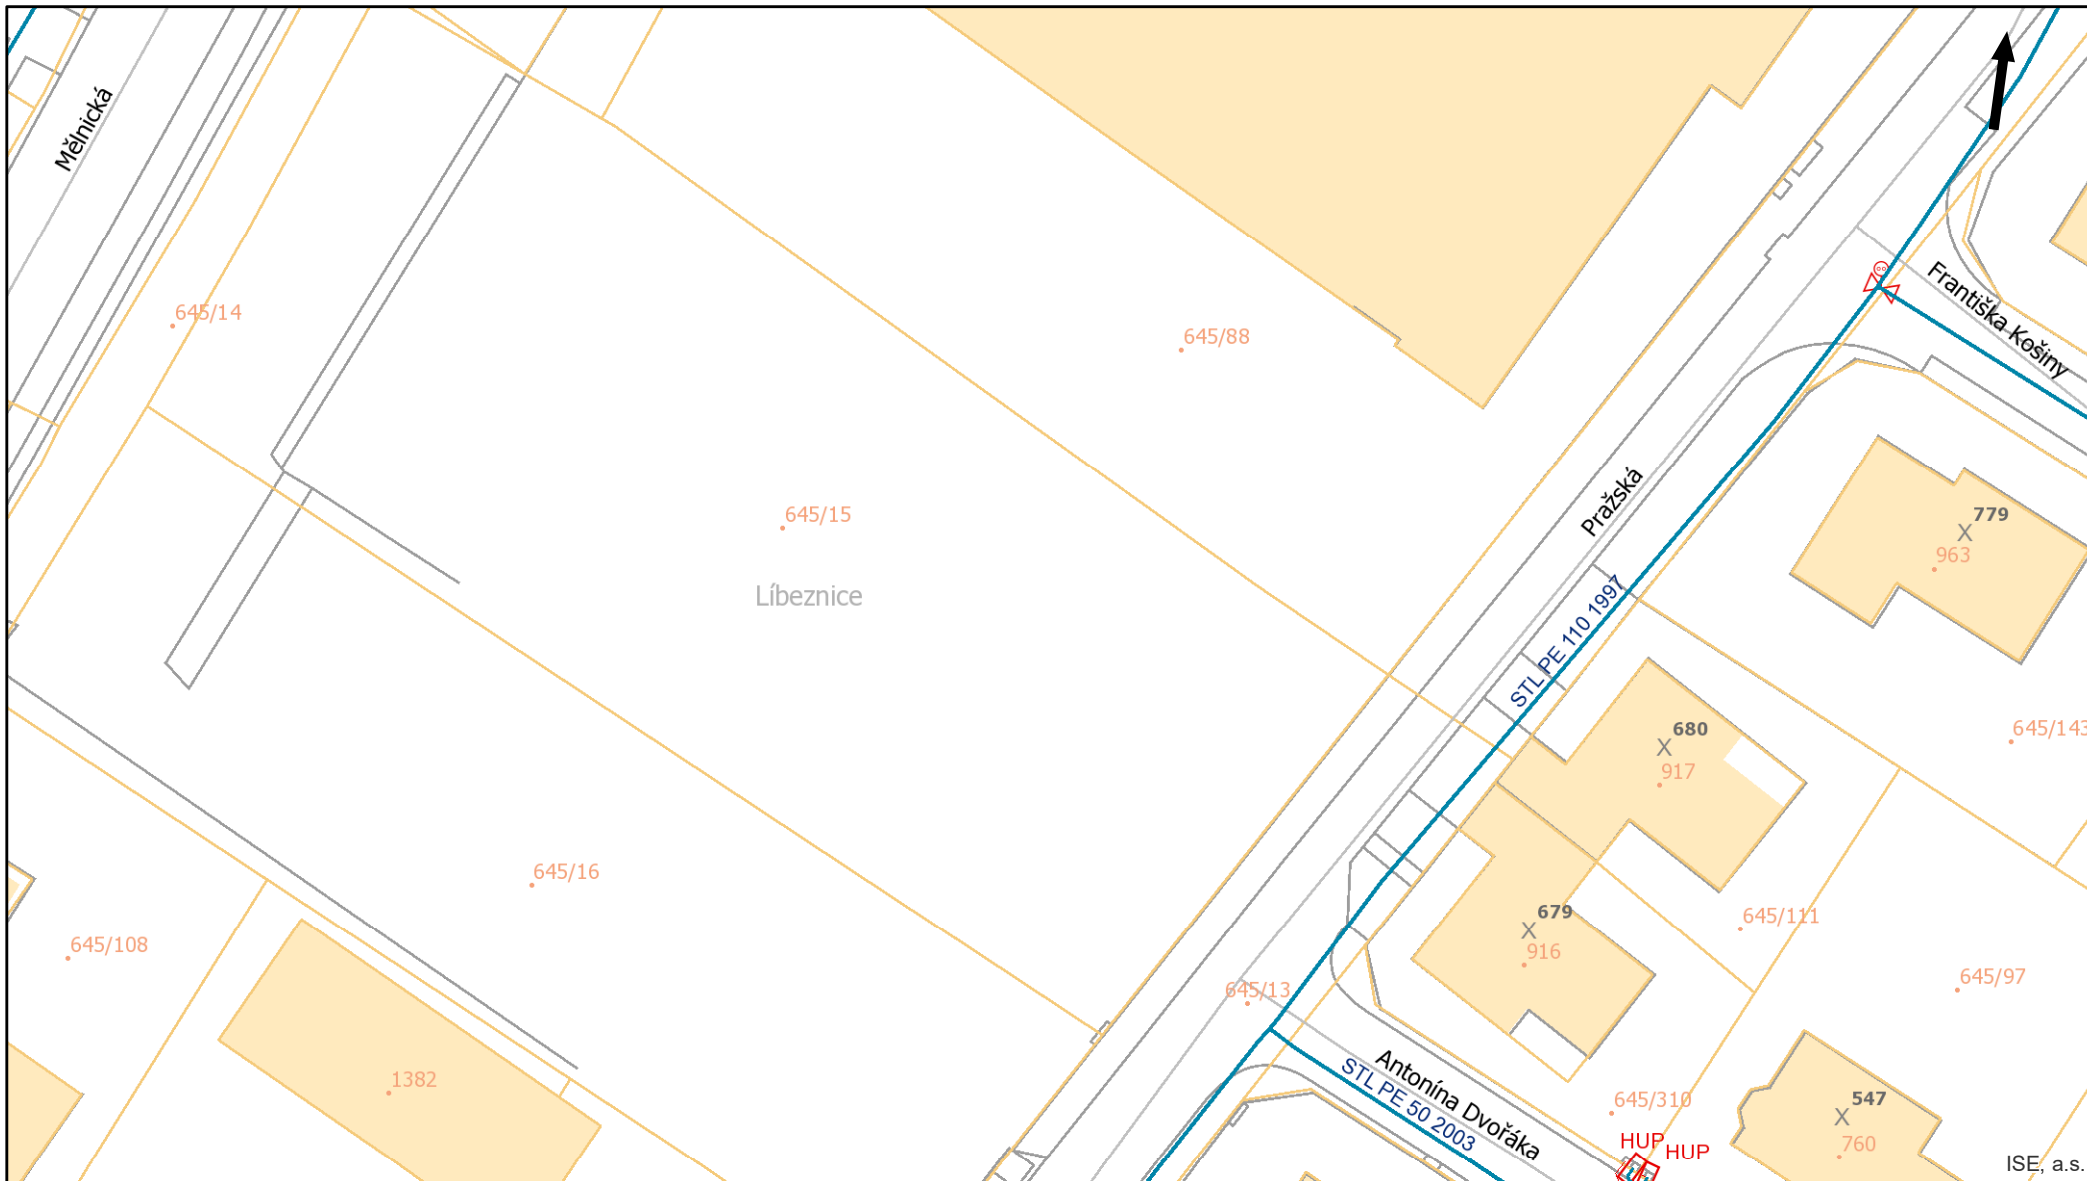 Mělnická
645/14
645/88
Františka Košiny
645/15
Pražská
779
963
Líbeznice
STL PE 110 1997
680
917
645/143
645/16
679
916
645/111
645/108
645/97
645/13
1382
Antonína Dvořáka
STL PE 50 2003
645/310
547
760
HUP
HUP
ISE, a.s.